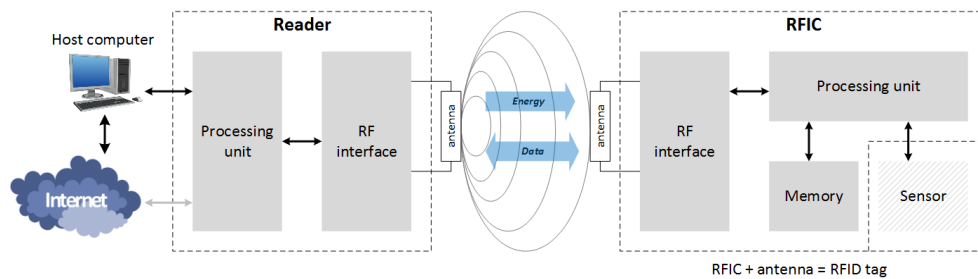 Host computer
Internet
Reader
Processing
unit
RF
interface
antenna
Energy
Data
antenna
RFIC
RF
interface
Processing unit
Memory
Sensor
RFIC + antenna = RFID tag